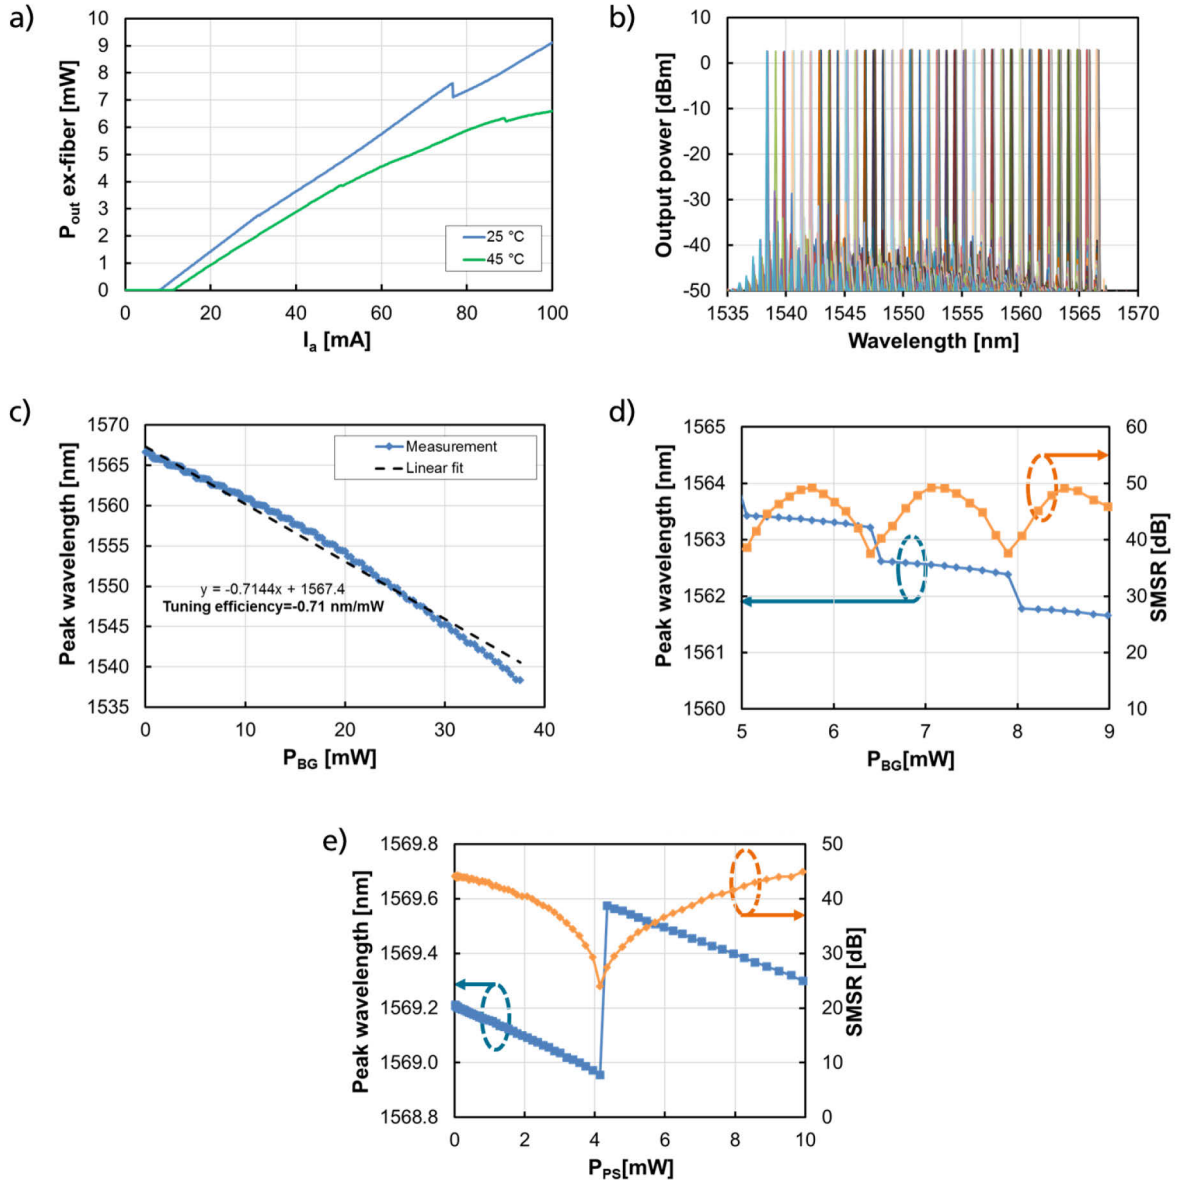 a)
P_out ex-fiber [mW]
10
9
8
7
6
5
4
3
2
1
0
25 °C
45 °C
0 20 40 60 80 100
I_a [mA]
b)
Output power [dBm]
10
0
-10
-20
-30
-40
-50
1535 1540 1545 1550 1555 1560 1565 1570
Wavelength [nm]
c)
Peak wavelength [nm]
1570
1565
1560
1555
1550
1545
1540
1535
Measurement
Linear fit
y = -0.7144x + 1567.4
Tuning efficiency=-0.71 nm/mW
0 10 20 30 40
P_BG [mW]
d)
Peak wavelength [nm]
1565
1564
1563
1562
1561
1560
60
50
40
30
20
10
SMSR [dB]
5 6 7 8 9
P_BG[mW]
e)
Peak wavelength [nm]
1569.8
1569.6
1569.4
1569.2
1569.0
1568.8
50
40
30
20
10
0
SMSR [dB]
0 2 4 6 8 10
P_PS[mW]